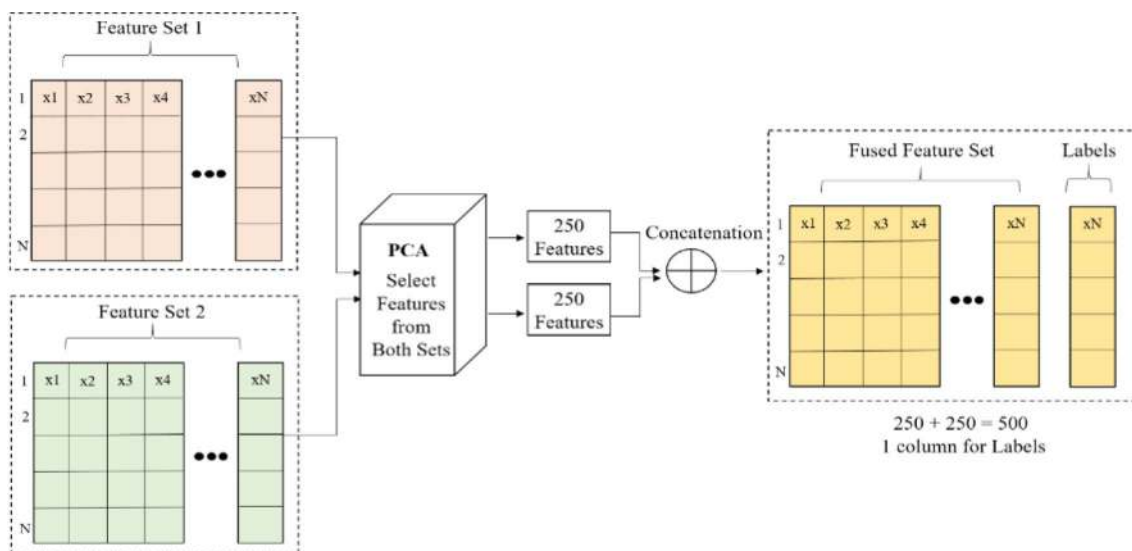 Feature Set 1
1 x1 x2 x3 x4 xN
2
N
Feature Set 2
1 x1 x2 x3 x4 xN
2
N
PCA
Select
Features
from
Both Sets
250
Features
250
Features
Concatenation
Fused Feature Set
Labels
1 x1 x2 x3 x4 xN xN
2
N
250 + 250 = 500
1 column for Labels